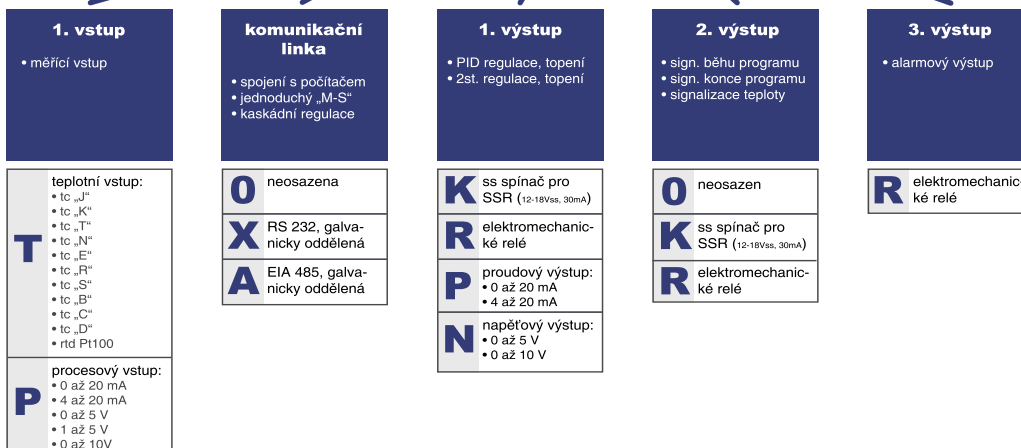 1. vstup
• měřící vstup
T
teplotní vstup:
• tc „J“
• tc „K“
• tc „T“
• tc „N“
• tc „E“
• tc „R“
• tc „S“
• tc „B“
• tc „C“
• tc „D“
• rtd Pt100
P
procesový vstup:
• 0 až 20 mA
• 4 až 20 mA
• 0 až 5 V
• 1 až 5 V
• 0 až 10V
komunikační
linka
• spojení s počítačem
• jednoduchý „M-S“
• kaskádní regulace
0
neosazena
X
RS 232, galva-
nicky oddělená
A
EIA 485, galva-
nicky oddělená
1. výstup
• PID regulace, topení
• 2st. regulace, topení
K
ss spínač pro
SSR (12-18Vss, 30mA)
R
elektromechanic-
ké relé
P
proudový výstup:
• 0 až 20 mA
• 4 až 20 mA
N
napěťový výstup:
• 0 až 5 V
• 0 až 10 V
2. výstup
• sign. běhu programu
• sign. konce programu
• signalizace teploty
0
neosazen
K
ss spínač pro
SSR (12-18Vss, 30mA)
R
elektromechanic-
ké relé
3. výstup
• alarmový výstup
R
elektromechanic-
ké relé